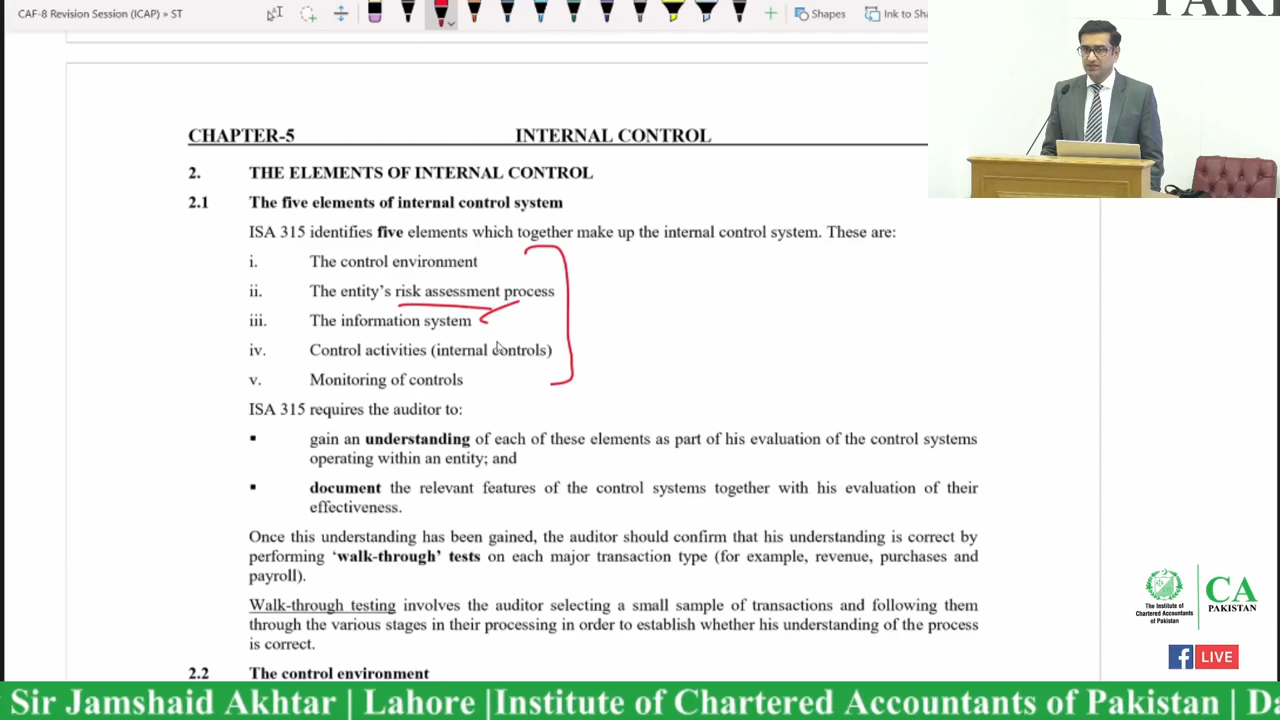 CAF-8 Revision Session (ICAP) » ST
Shapes
Ink to Sha
CHAPTER-5 INTERNAL CONTROL
2. THE ELEMENTS OF INTERNAL CONTROL
2.1 The five elements of internal control system
ISA 315 identifies five elements which together make up the internal control system. These are:
i. The control environment
ii. The entity's risk assessment process
iii. The information system
iv. Control activities (internal controls)
v. Monitoring of controls
ISA 315 requires the auditor to:
▪ gain an understanding of each of these elements as part of his evaluation of the control systems
operating within an entity; and
▪ document the relevant features of the control systems together with his evaluation of their
effectiveness.
Once this understanding has been gained, the auditor should confirm that his understanding is correct by
performing ‘walk-through’ tests on each major transaction type (for example, revenue, purchases and
payroll).
Walk-through testing involves the auditor selecting a small sample of transactions and following them
through the various stages in their processing in order to establish whether his understanding of the process
is correct.
2.2 The control environment
The Institute of
Chartered Accountants
of Pakistan
CA
PAKISTAN
LIVE
Sir Jamshaid Akhtar | Lahore |Institute of Chartered Accountants of Pakistan | Da